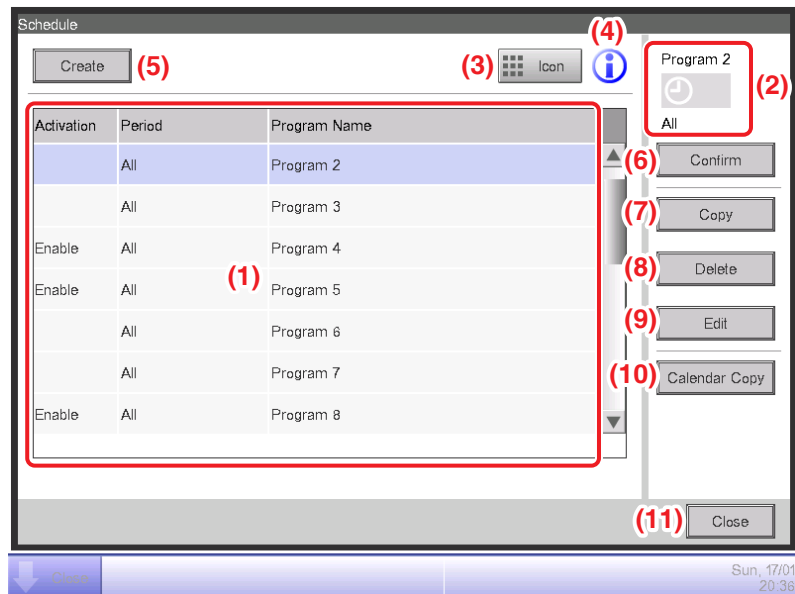 Schedule
(4)
Create (5) (3) Icon Program 2
(2)
All
Activation Period Program Name
All Program 2 (6) Confirm
All Program 3 (7) Copy
Enable All Program 4
(1) (8) Delete
Enable All Program 5
All Program 6 (9) Edit
All Program 7 (10) Calendar Copy
Enable All Program 8
(11) Close
Close Sun, 17/01
20:36